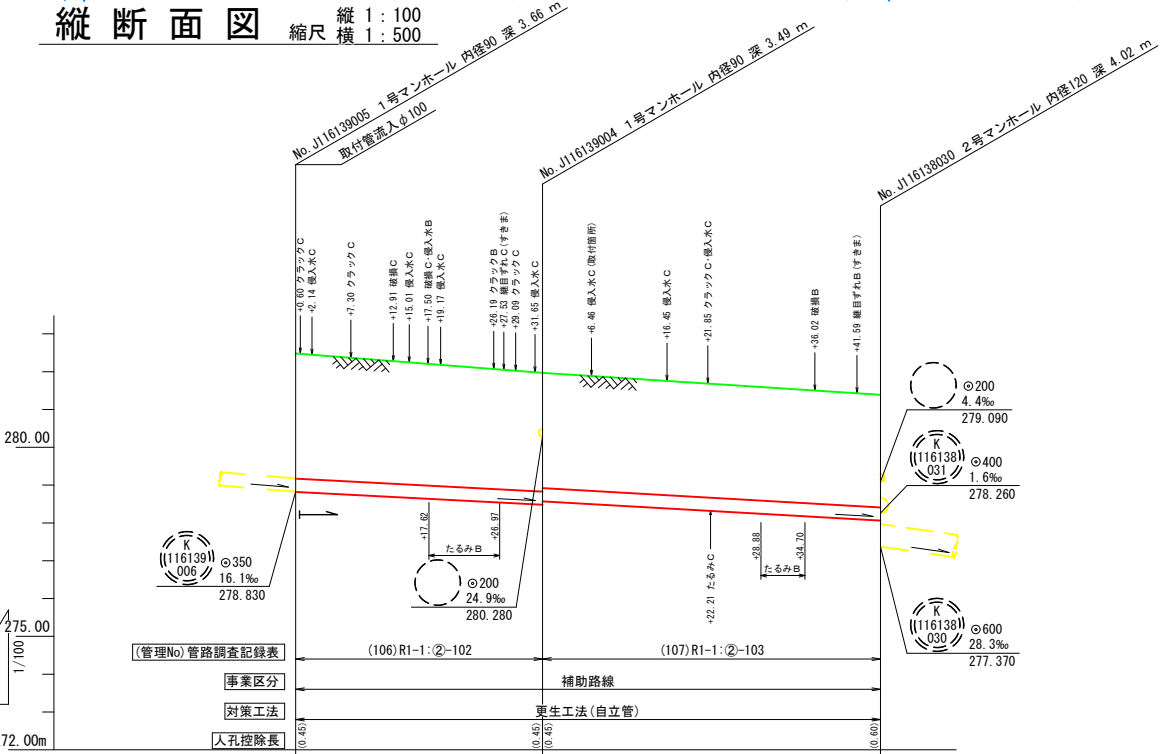 縦断面図
縮尺 縦 1：100
横 1：500
No.J116139005 1号マンホール 内径90 深 3.66 m
取付管流入φ100
No.J116139004 1号マンホール 内径90 深 3.49 m
No.J116138030 2号マンホール 内径120 深 4.02 m
+0.60 クラックC
+2.14 侵入水C
+7.30 クラックC
+12.91 破損C
+15.01 侵入水C
+17.50 破損C・侵入水B
+19.17 侵入水C
+26.19 クラックB
+27.53 継目ずれC(すきま)
+29.09 クラックC
+31.65 侵入水C
+6.46 侵入水C(取付箇所)
+16.45 侵入水C
+21.85 クラックC・侵入水C
+36.02 破損B
+41.59 継目ずれB(すきま)
280.00
275.00
272.00m
1/100
K
116139
006
◎350
16.1‰
278.830
+17.62
+26.97
たるみB
◎200
24.9‰
280.280
+22.21 たるみC
+28.88
+34.70
たるみB
◎200
4.4‰
279.090
K
116138
031
◎400
1.6‰
278.260
K
116138
030
◎600
28.3‰
277.370
(管理No)管路調査記録表
(106)R1-1:②-102
(107)R1-1:②-103
事業区分
補助路線
対策工法
更生工法(自立管)
人孔控除長
(0.45)
(0.45)
(0.45)
(0.60)